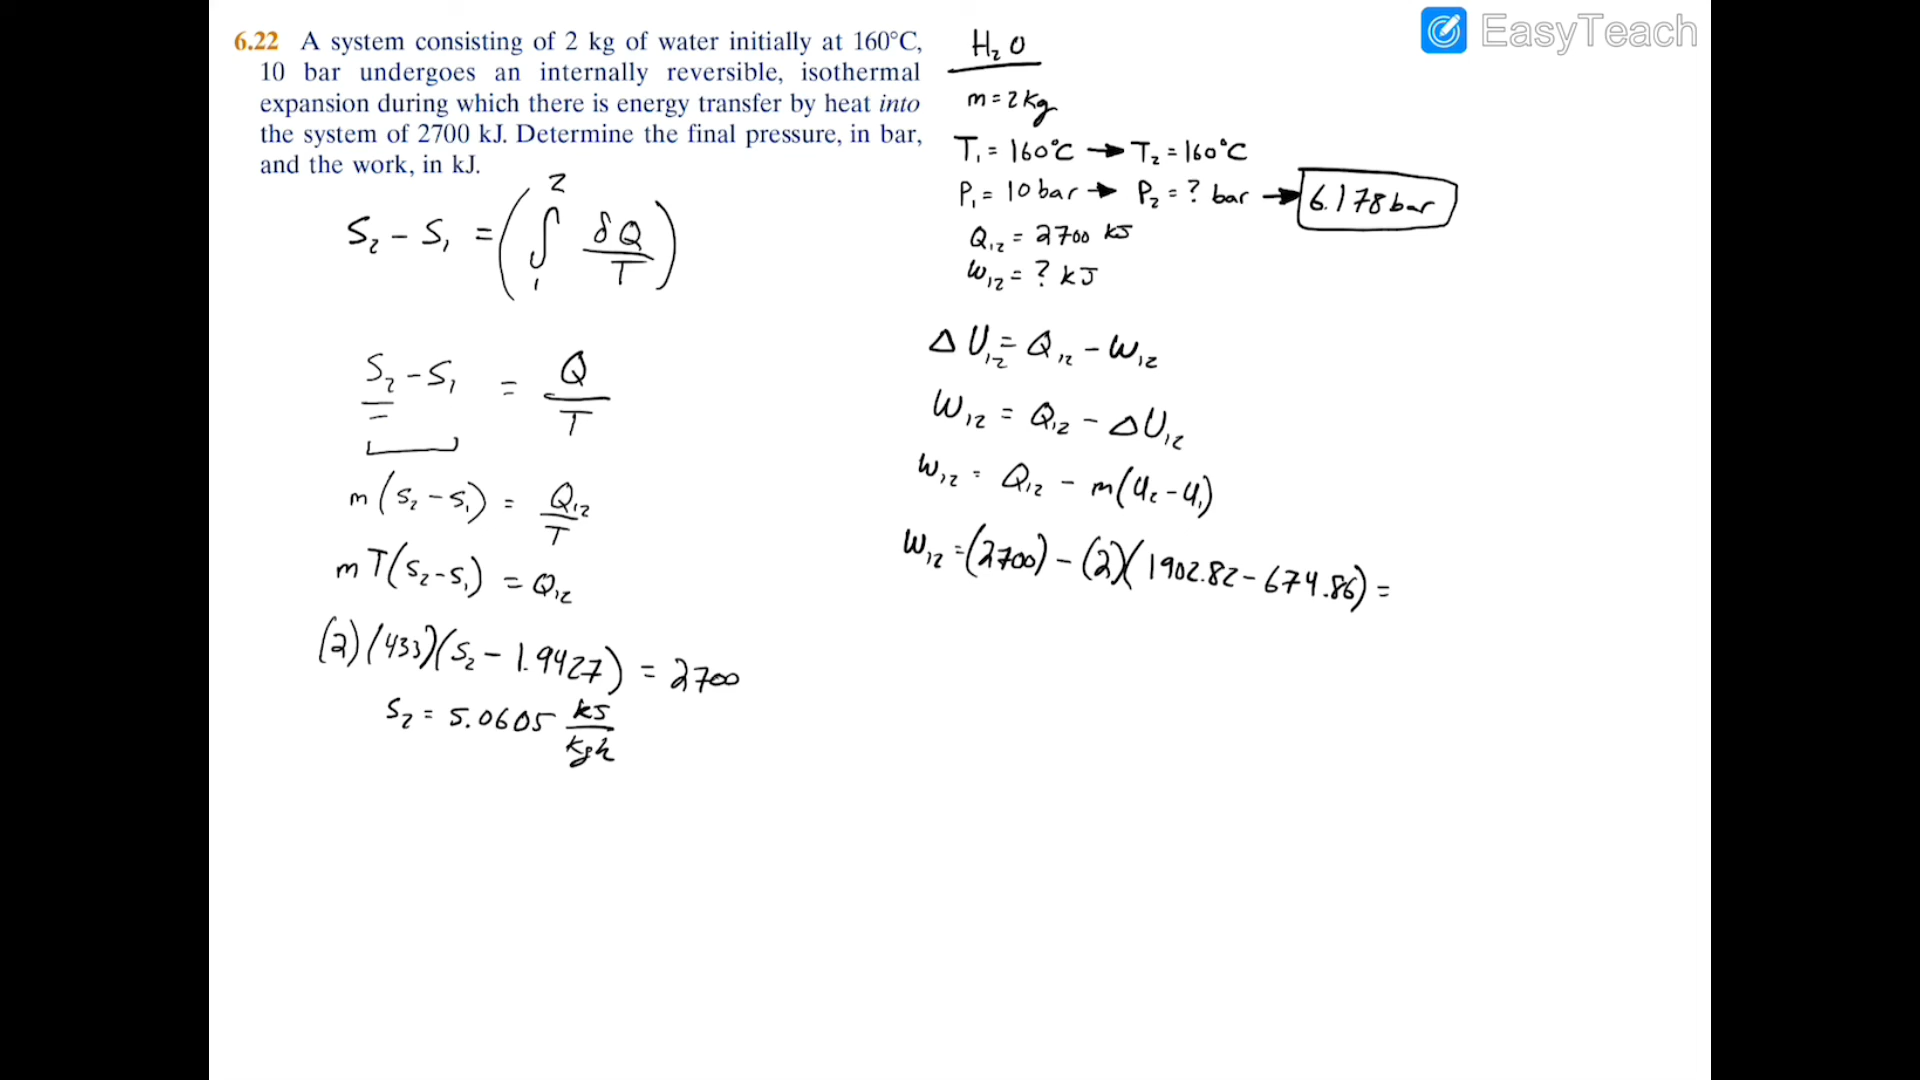 EasyTeach
6.22 A system consisting of 2 kg of water initially at 160°C,
10 bar undergoes an internally reversible, isothermal
expansion during which there is energy transfer by heat into
the system of 2700 kJ. Determine the final pressure, in bar,
and the work, in kJ.
S₂ - S₁ = (∫₁² δQ/T)
S₂ - S₁ = Q/T
m(s₂ - s₁) = Q₁₂/T
mT(s₂ - s₁) = Q₁₂
(2)(433)(s₂ - 1.9427) = 2700
s₂ = 5.0605 kJ/kgk
H₂O
m = 2kg
T₁ = 160°C → T₂ = 160°C
P₁ = 10 bar → P₂ = ? bar → 6.178 bar
Q₁₂ = 2700 kJ
W₁₂ = ? kJ
ΔU₁₂ = Q₁₂ - W₁₂
W₁₂ = Q₁₂ - ΔU₁₂
W₁₂ = Q₁₂ - m(u₂ - u₁)
W₁₂ = (2700) - (2)(1902.82 - 674.86) =